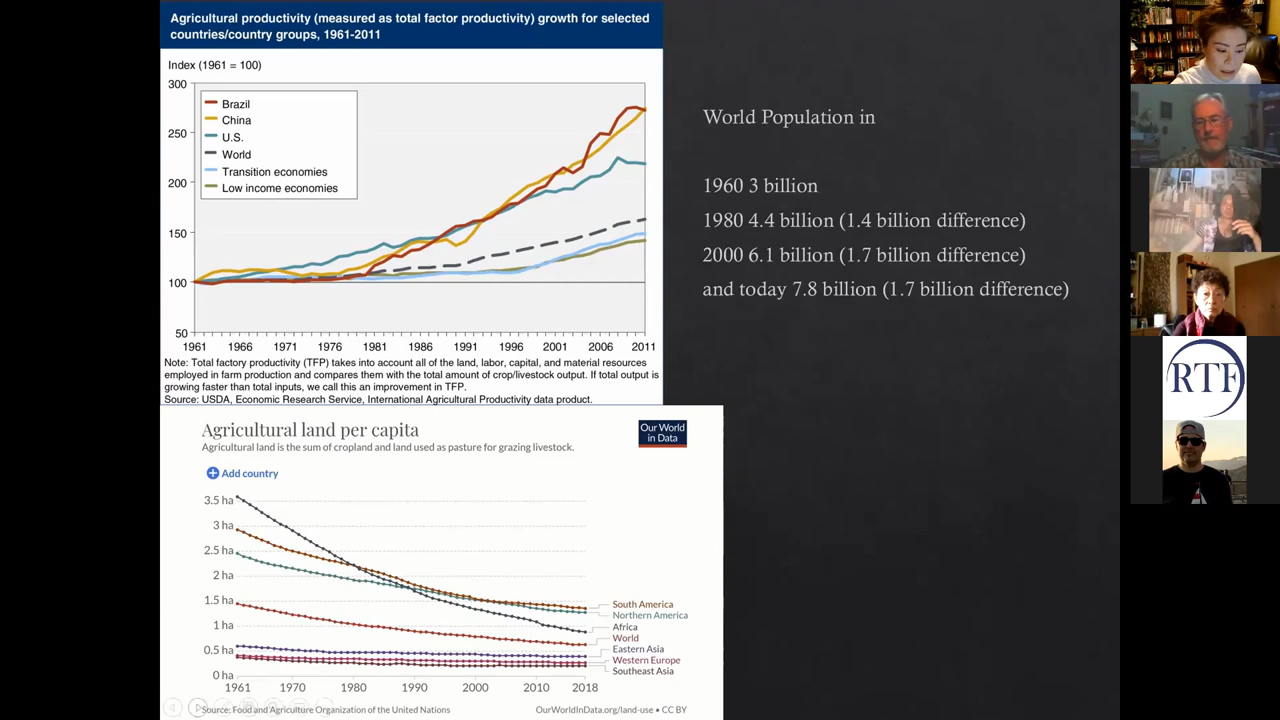 Agricultural productivity (measured as total factor productivity) growth for selected
countries/country groups, 1961-2011
Index (1961 = 100)
300
250
200
150
100
50
Brazil
China
U.S.
World
Transition economies
Low income economies
1961 1966 1971 1976 1981 1986 1991 1996 2001 2006 2011
Note: Total factory productivity (TFP) takes into account all of the land, labor, capital, and material resources
employed in farm production and compares them with the total amount of crop/livestock output. If total output is
growing faster than total inputs, we call this an improvement in TFP.
Source: USDA, Economic Research Service, International Agricultural Productivity data product.
Agricultural land per capita
Agricultural land is the sum of cropland and land used as pasture for grazing livestock.
Our World
in Data
Add country
3.5 ha
3 ha
2.5 ha
2 ha
1.5 ha
1 ha
0.5 ha
0 ha
South America
Northern America
Africa
World
Eastern Asia
Western Europe
Southeast Asia
1961 1970 1980 1990 2000 2010 2018
Source: Food and Agriculture Organization of the United Nations
OurWorldInData.org/land-use • CC BY
World Population in
1960 3 billion
1980 4.4 billion (1.4 billion difference)
2000 6.1 billion (1.7 billion difference)
and today 7.8 billion (1.7 billion difference)
RTF